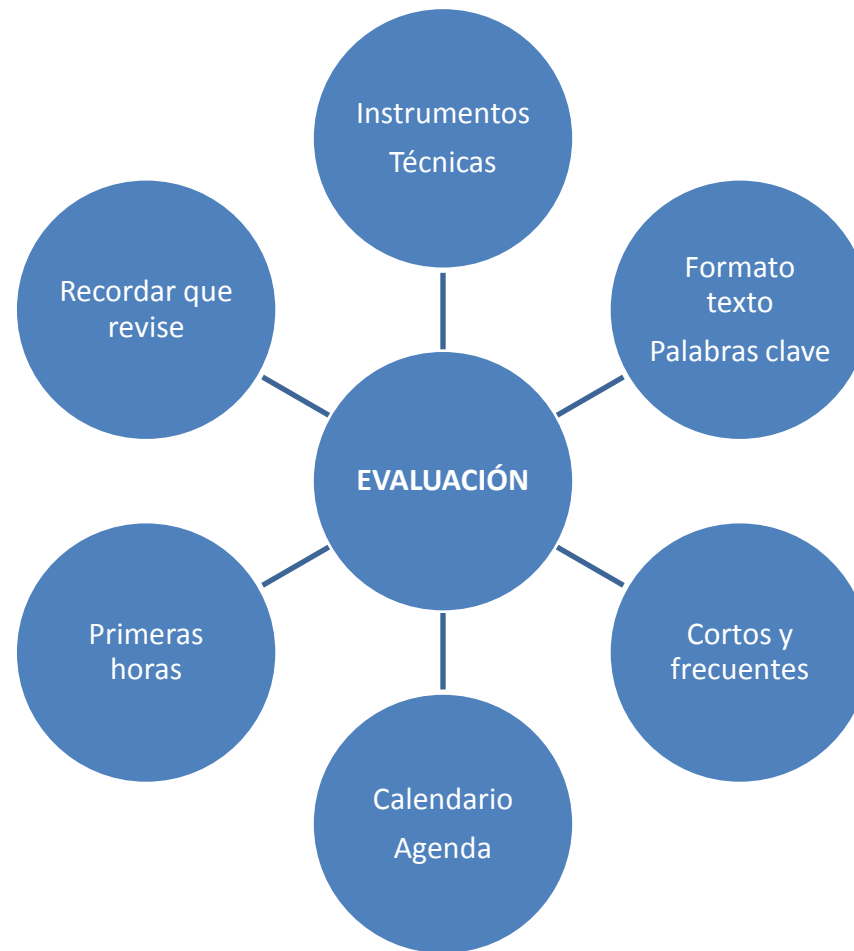 Instrumentos
Técnicas
Formato
texto
Palabras clave
Cortos y
frecuentes
Calendario
Agenda
Primeras
horas
Recordar que
revise
EVALUACIÓN